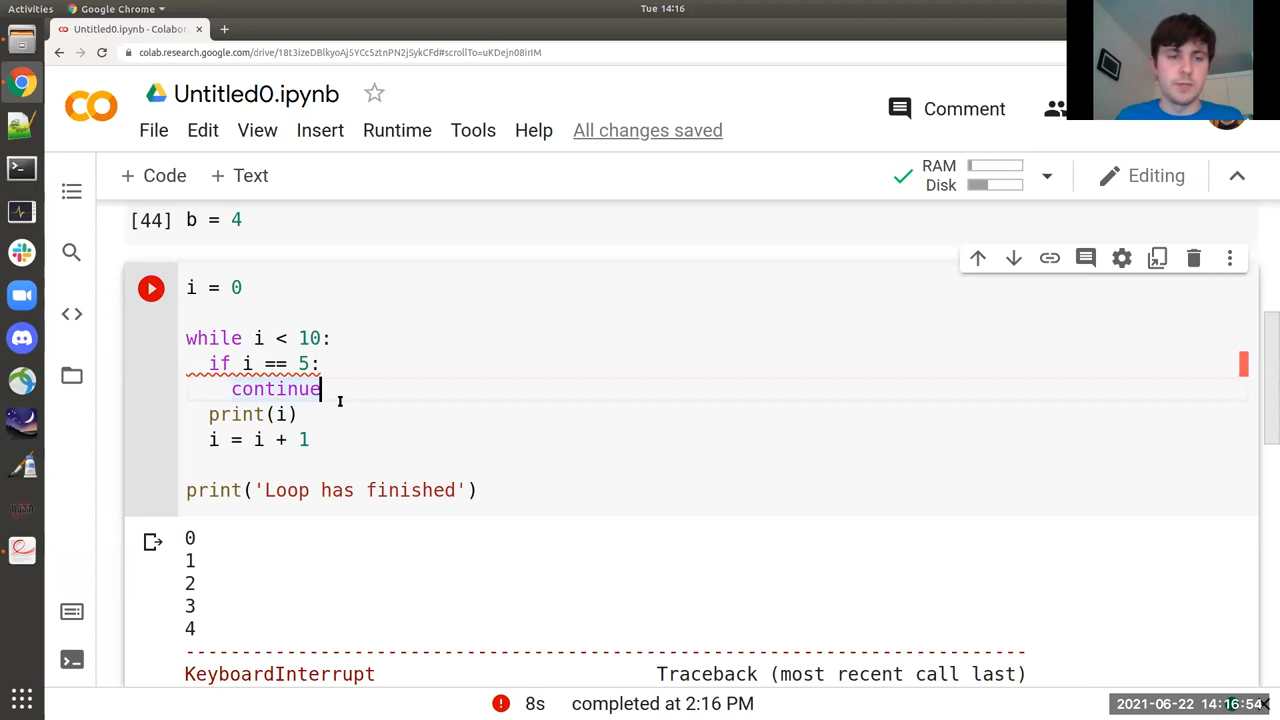 Activities
Google Chrome
Tue 14:16
Untitled0.ipynb - Colabor
colab.research.google.com/drive/18t3izeDBlkyoAj5YCc5ztnPN2jSykCFd#scrollTo=uKDejn08irIM
Untitled0.ipynb
Comment
File Edit View Insert Runtime Tools Help All changes saved
+ Code + Text
RAM
Disk
Editing
[44] b = 4
i = 0
while i < 10:
if i == 5:
continue
print(i)
i = i + 1
print('Loop has finished')
0
1
2
3
4
---------------------------------------------------------------------------
KeyboardInterrupt Traceback (most recent call last)
8s completed at 2:16 PM
2021-06-22 14:16:54